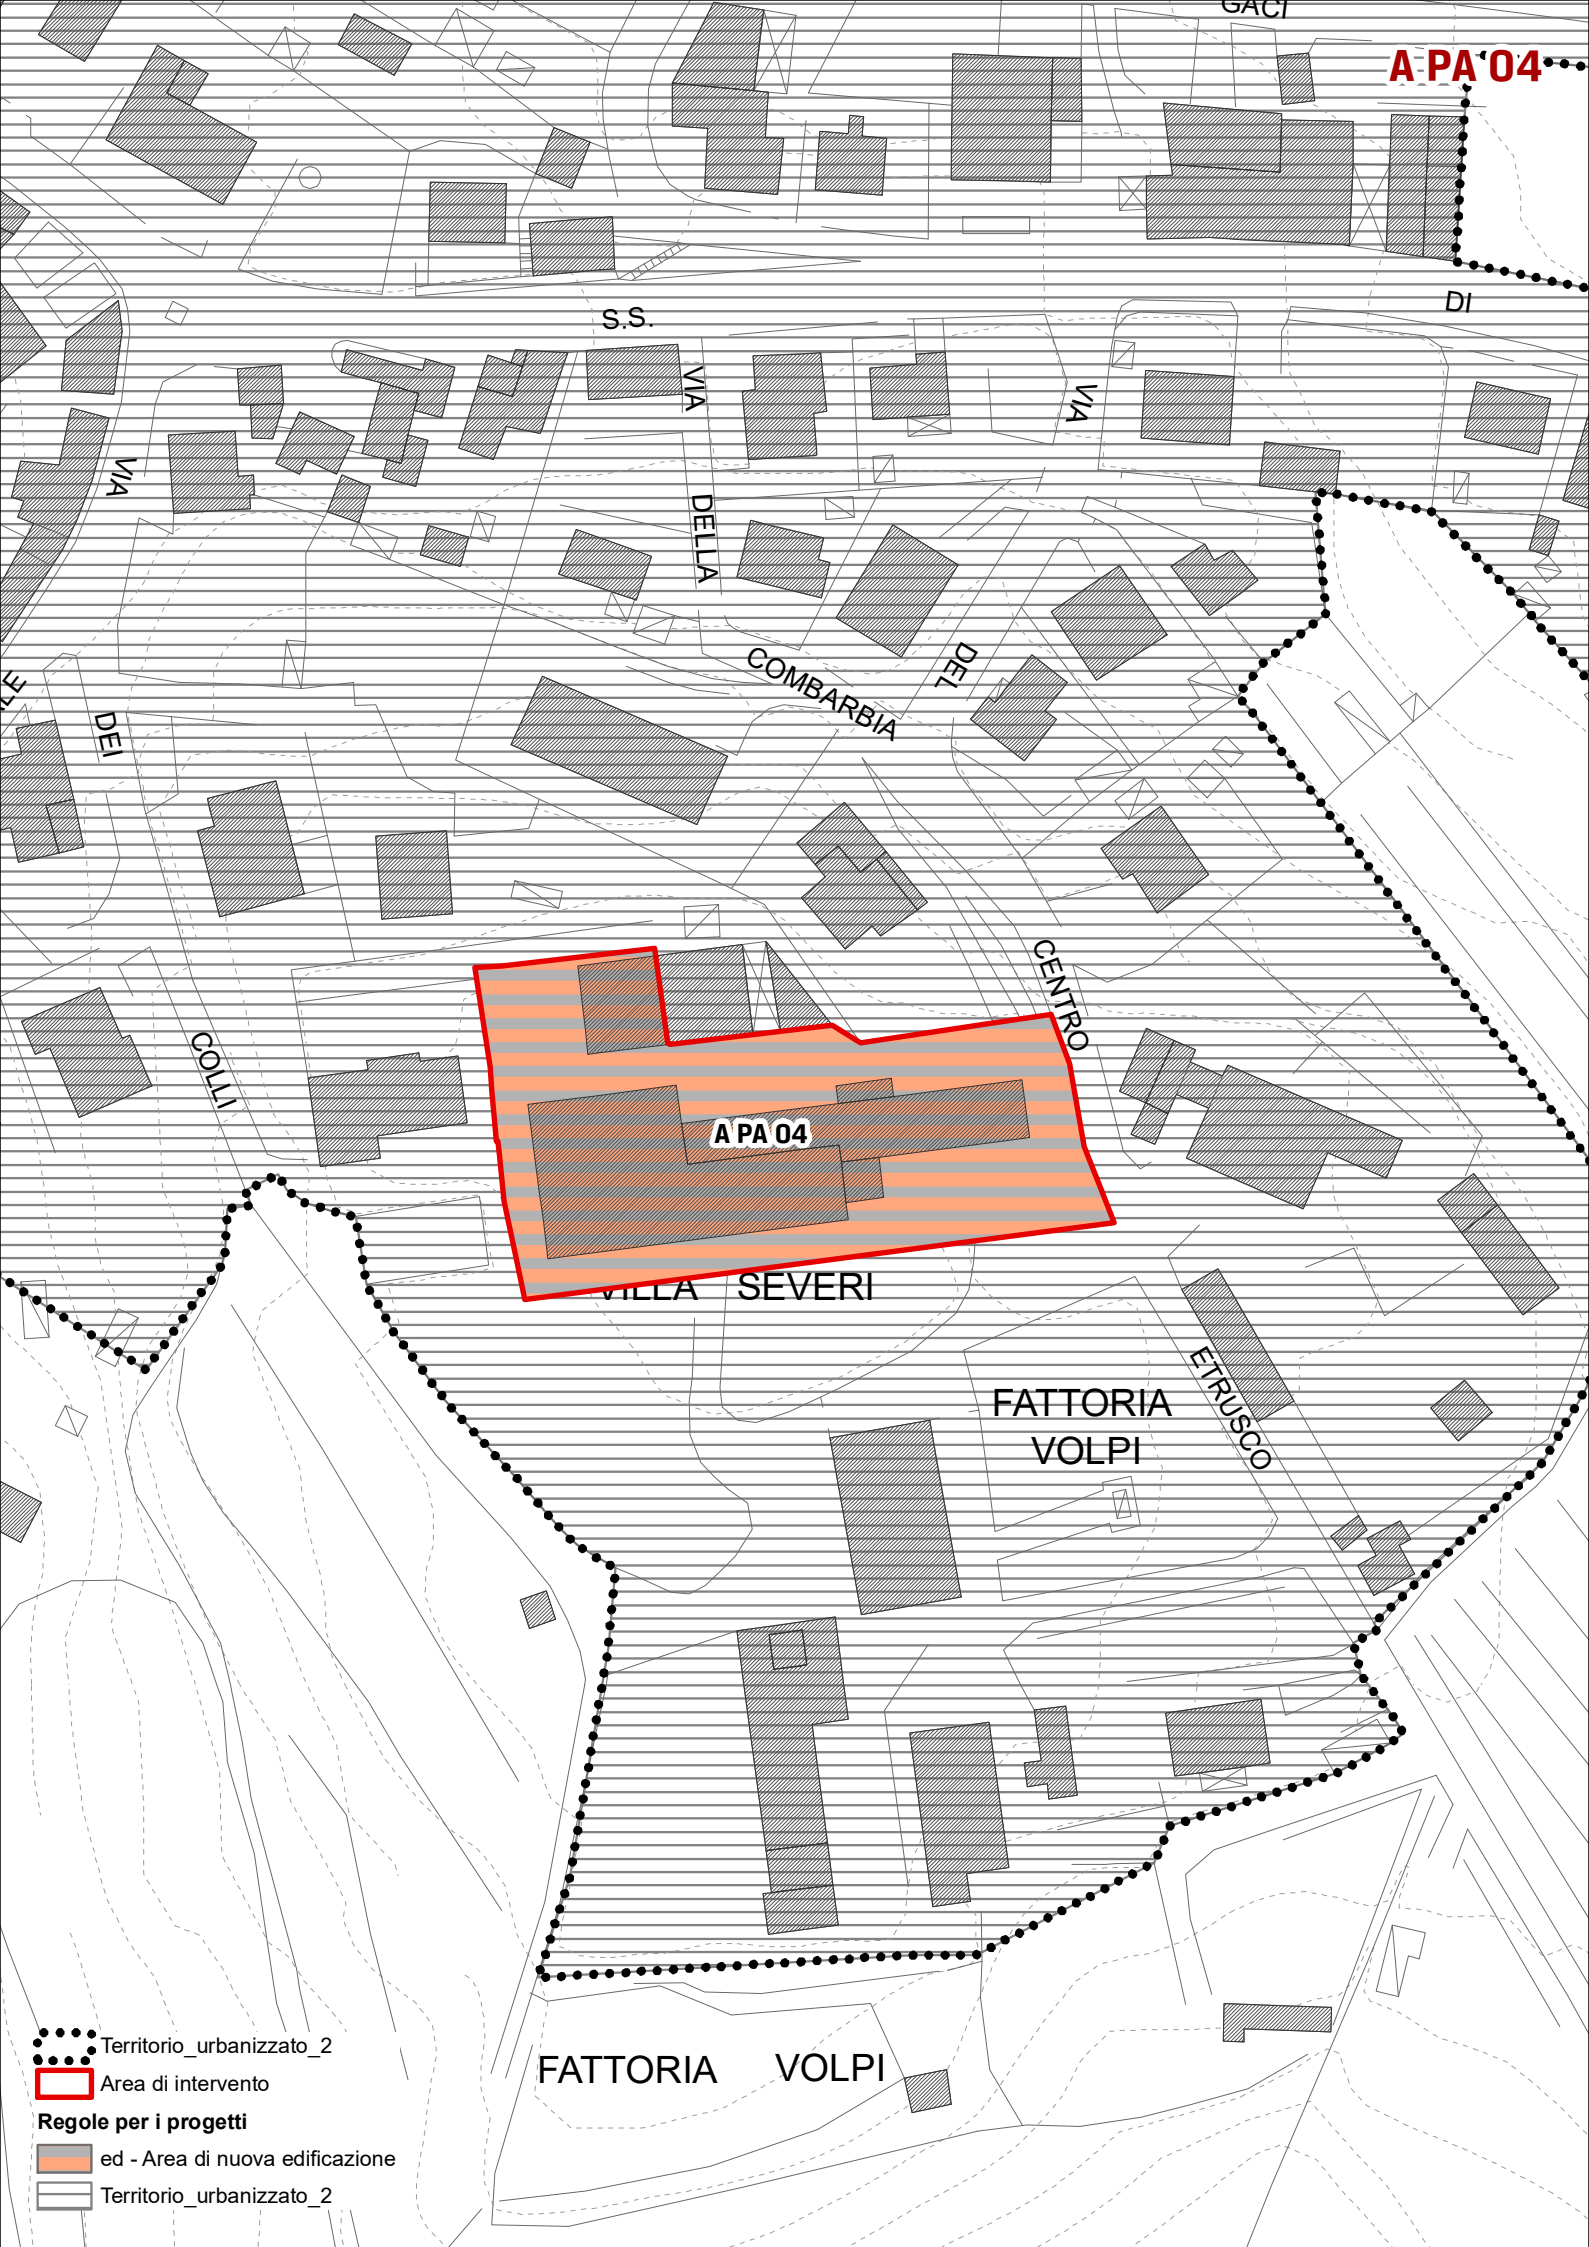 GACI
A PA 04
DI
S.S.
VIA
VIA
VIA
DELLA
COMBARBIA
DEL
DEI
COLLI
CENTRO
A PA 04
VILLA SEVERI
FATTORIA
VOLPI
ETRUSCO
FATTORIA VOLPI
Territorio_urbanizzato_2
Area di intervento
Regole per i progetti
ed - Area di nuova edificazione
Territorio_urbanizzato_2